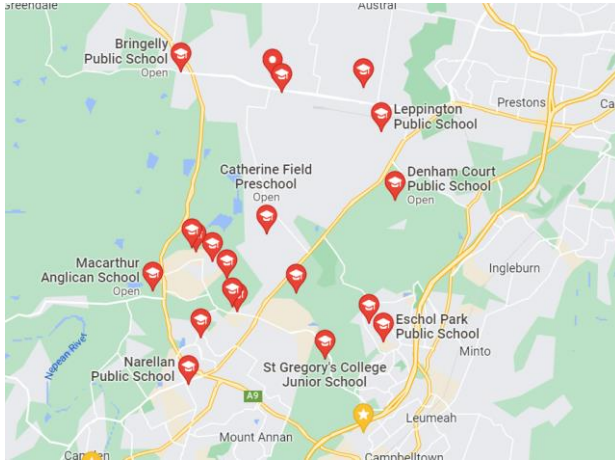 Greendale
Austral
Bringelly
Public School
Open
Leppington
Public School
Prestons
Ca
Catherine Field
Preschool
Open
Denham Court
Public School
Open
Macarthur
Anglican School
Open
Ingleburn
Eschol Park
Public School
Minto
Nepean River
Narellan
Public School
St Gregory's College
Junior School
A9
Leumeah
Mount Annan
Camden
Campbelltown